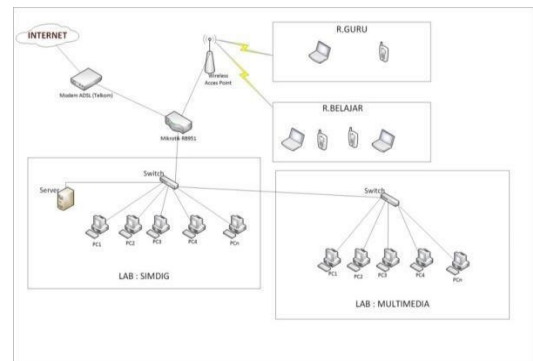 INTERNET
R.GURU
Wireless
Acces Point
Modem ADSL (Telkom)
Mikrotik RB951
R.BELAJAR
Switch
Server
PC1
PC2
PC3
PC4
PCn
LAB : SIMDIG
Switch
PC1
PC2
PC3
PC4
PCn
LAB : MULTIMEDIA